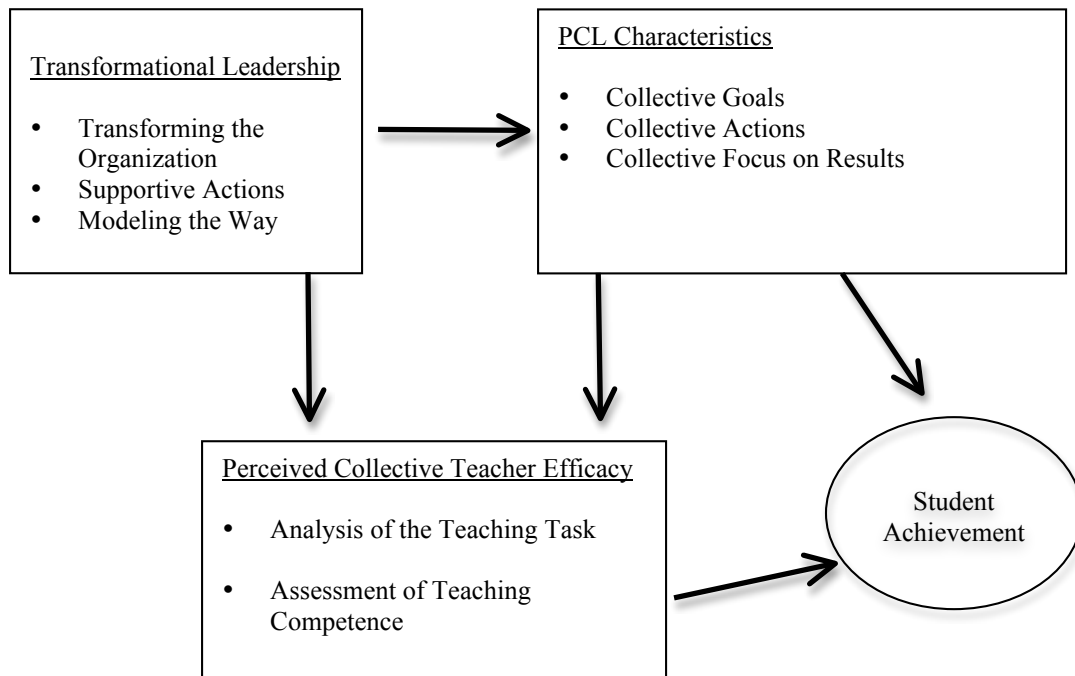 Transformational Leadership
• Transforming the
Organization
• Supportive Actions
• Modeling the Way
PCL Characteristics
• Collective Goals
• Collective Actions
• Collective Focus on Results
Perceived Collective Teacher Efficacy
• Analysis of the Teaching Task
• Assessment of Teaching
Competence
Student
Achievement